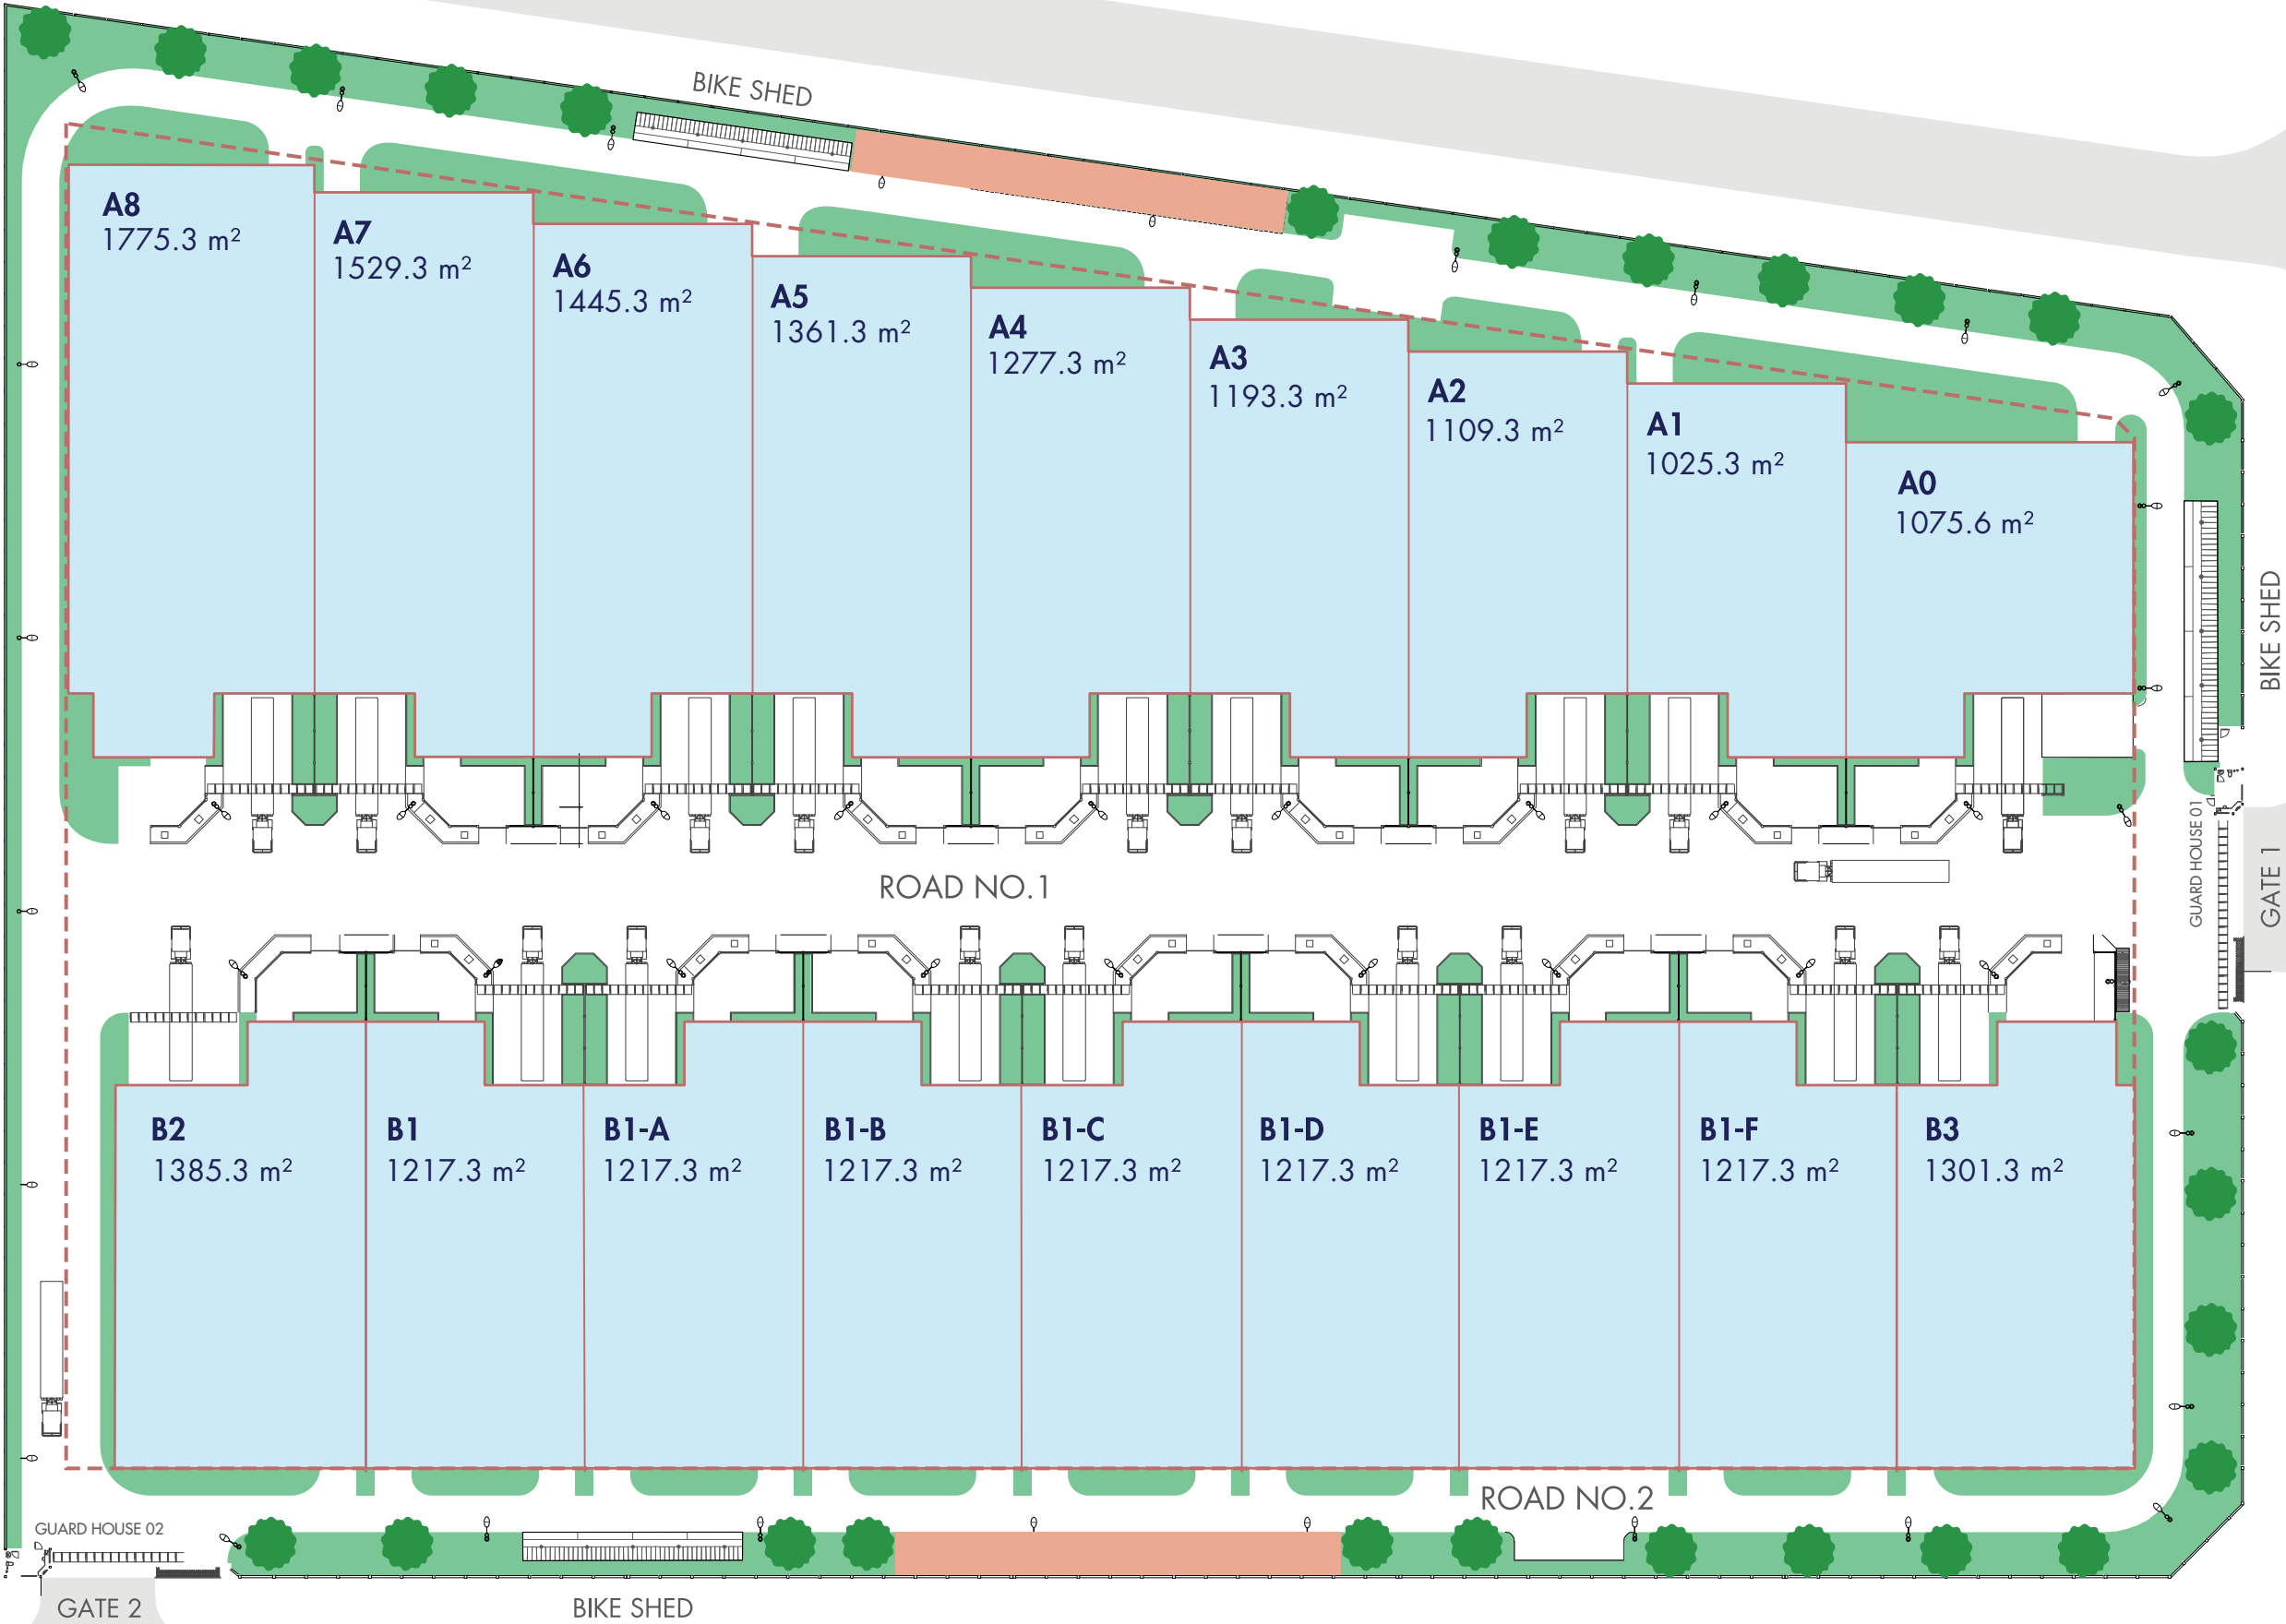 BIKE SHED
A8
1775.3 m²
A7
1529.3 m²
A6
1445.3 m²
A5
1361.3 m²
A4
1277.3 m²
A3
1193.3 m²
A2
1109.3 m²
A1
1025.3 m²
A0
1075.6 m²
BIKE SHED
GUARD HOUSE 01
GATE 1
ROAD NO.1
B2
1385.3 m²
B1
1217.3 m²
B1-A
1217.3 m²
B1-B
1217.3 m²
B1-C
1217.3 m²
B1-D
1217.3 m²
B1-E
1217.3 m²
B1-F
1217.3 m²
B3
1301.3 m²
ROAD NO.2
GUARD HOUSE 02
GATE 2
BIKE SHED